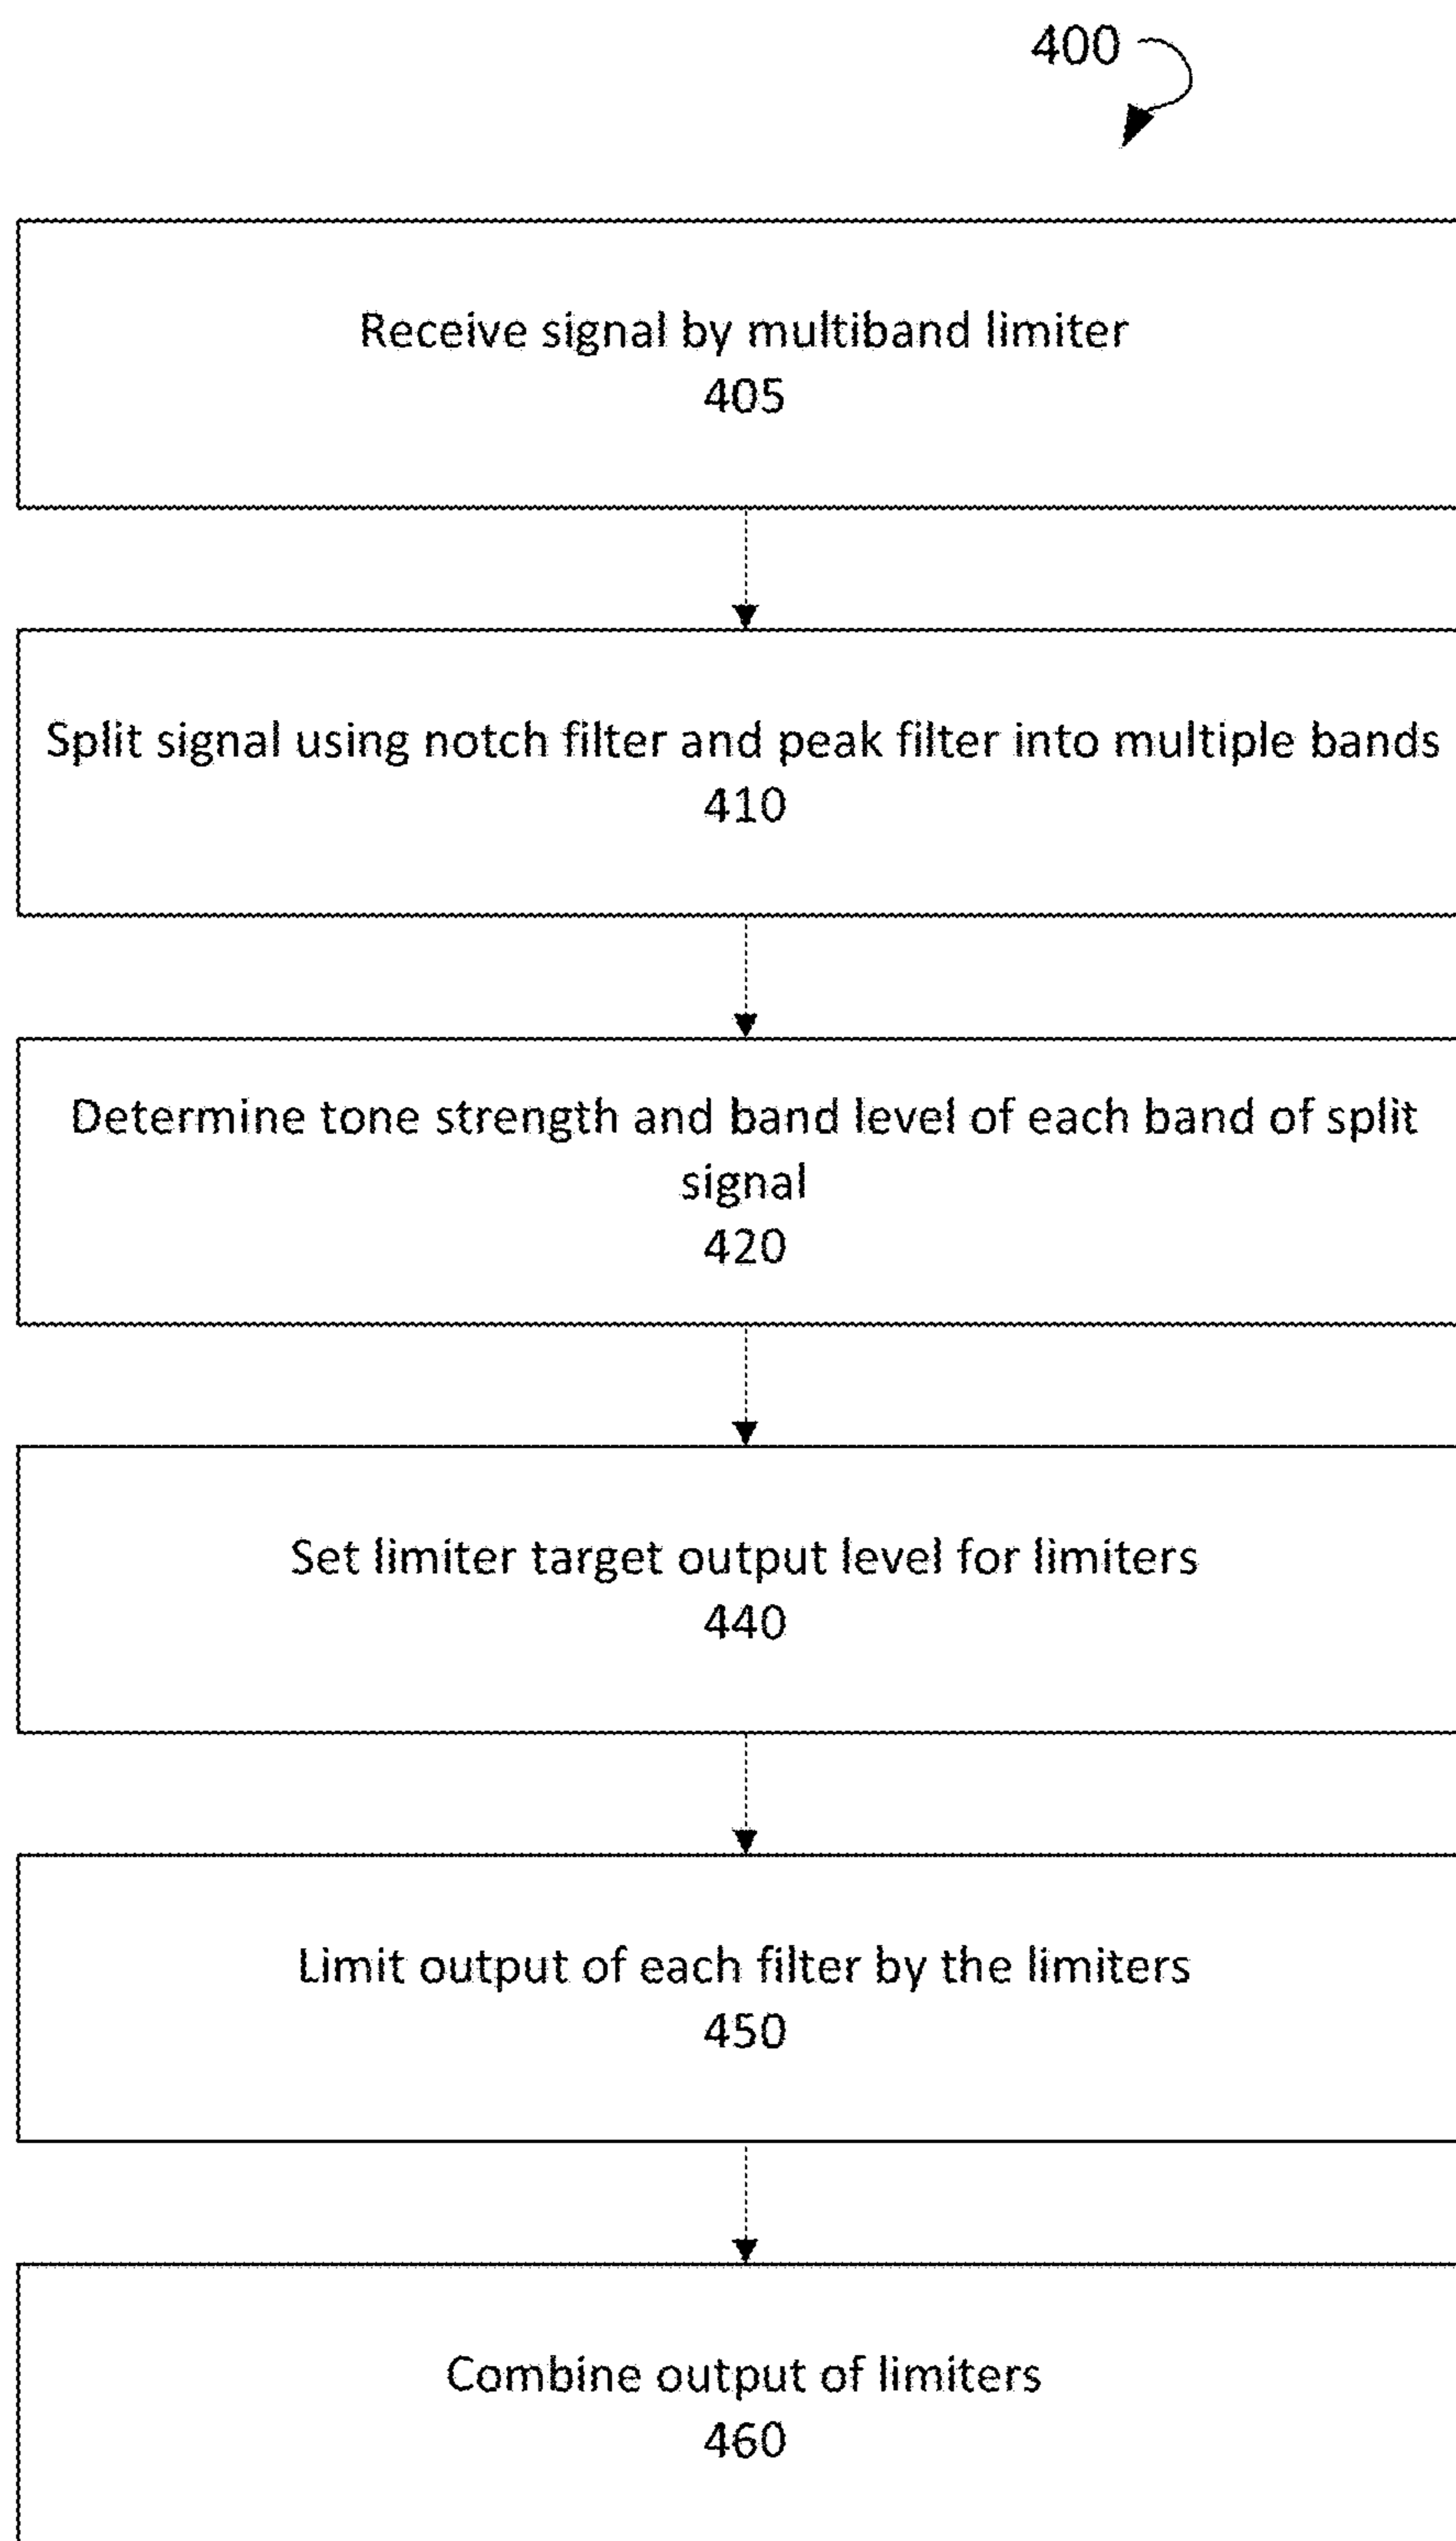 400
Receive signal by multiband limiter
405
Split signal using notch filter and peak filter into multiple bands
410
Determine tone strength and band level of each band of split
signal
420
Set limiter target output level for limiters
440
Limit output of each filter by the limiters
450
Combine output of limiters
460